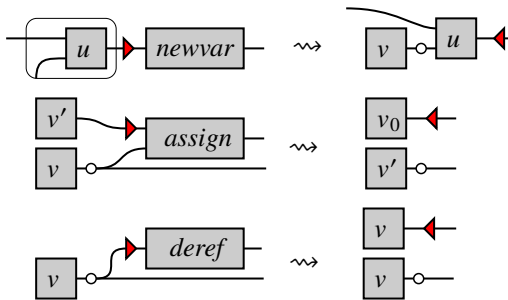 u newvar ⇝ v u
v′ assign ⇝ v₀
v v′
deref ⇝ v
v v